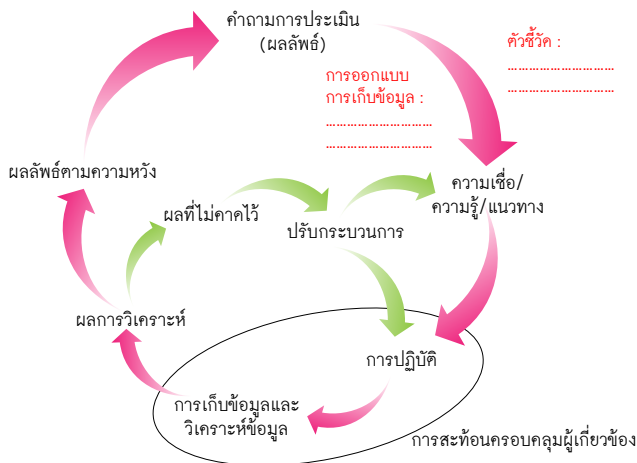 คำถามการประเมิน
(ผลลัพธ์)
ตัวชี้วัด :
................................
................................
การออกแบบ
การเก็บข้อมูล :
................................
................................
ผลลัพธ์ตามความหวัง
ความเชื่อ/
ความรู้/แนวทาง
ผลที่ไม่คาดไว้
ปรับกระบวนการ
ผลการวิเคราะห์
การปฏิบัติ
การเก็บข้อมูลและ
วิเคราะห์ข้อมูล
การสะท้อนครอบคลุมผู้เกี่ยวข้อง